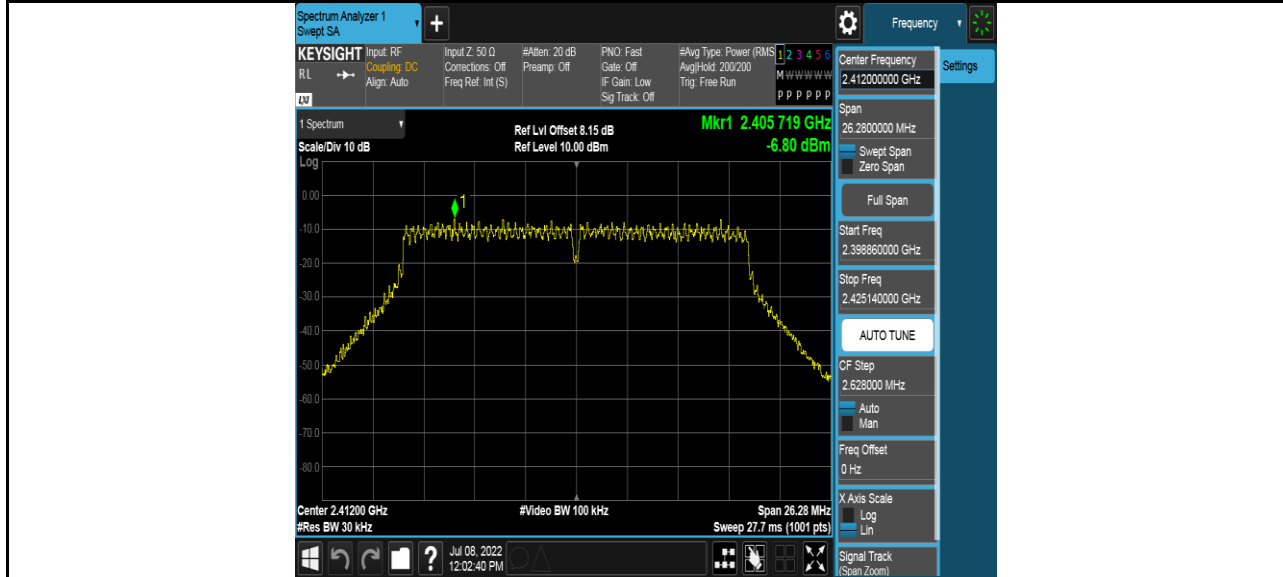 Spectrum Analyzer 1
Swept SA
Frequency
KEYSIGHT
RL
LXI
Input: RF
Coupling: DC
Align: Auto
Input Z: 50 Ω
Corrections: Off
Freq Ref: Int (S)
#Atten: 20 dB
Preamp: Off
PNO: Fast
Gate: Off
IF Gain: Low
Sig Track: Off
#Avg Type: Power (RMS
Avg|Hold: 200/200
Trig: Free Run
1 2 3 4 5 6
M W W W W W
P P P P P P
1 Spectrum
Scale/Div 10 dB
Ref Lvl Offset 8.15 dB
Ref Level 10.00 dBm
Mkr1 2.405 719 GHz
-6.80 dBm
Log
0.00
-10.0
-20.0
-30.0
-40.0
-50.0
-60.0
-70.0
-80.0
1
Center 2.41200 GHz
#Res BW 30 kHz
#Video BW 100 kHz
Span 26.28 MHz
Sweep 27.7 ms (1001 pts)
Jul 08, 2022
12:02:40 PM
Center Frequency
2.412000000 GHz
Span
26.2800000 MHz
Swept Span
Zero Span
Full Span
Start Freq
2.398860000 GHz
Stop Freq
2.425140000 GHz
AUTO TUNE
CF Step
2.628000 MHz
Auto
Man
Freq Offset
0 Hz
X Axis Scale
Log
Lin
Signal Track
(Span Zoom)
Settings